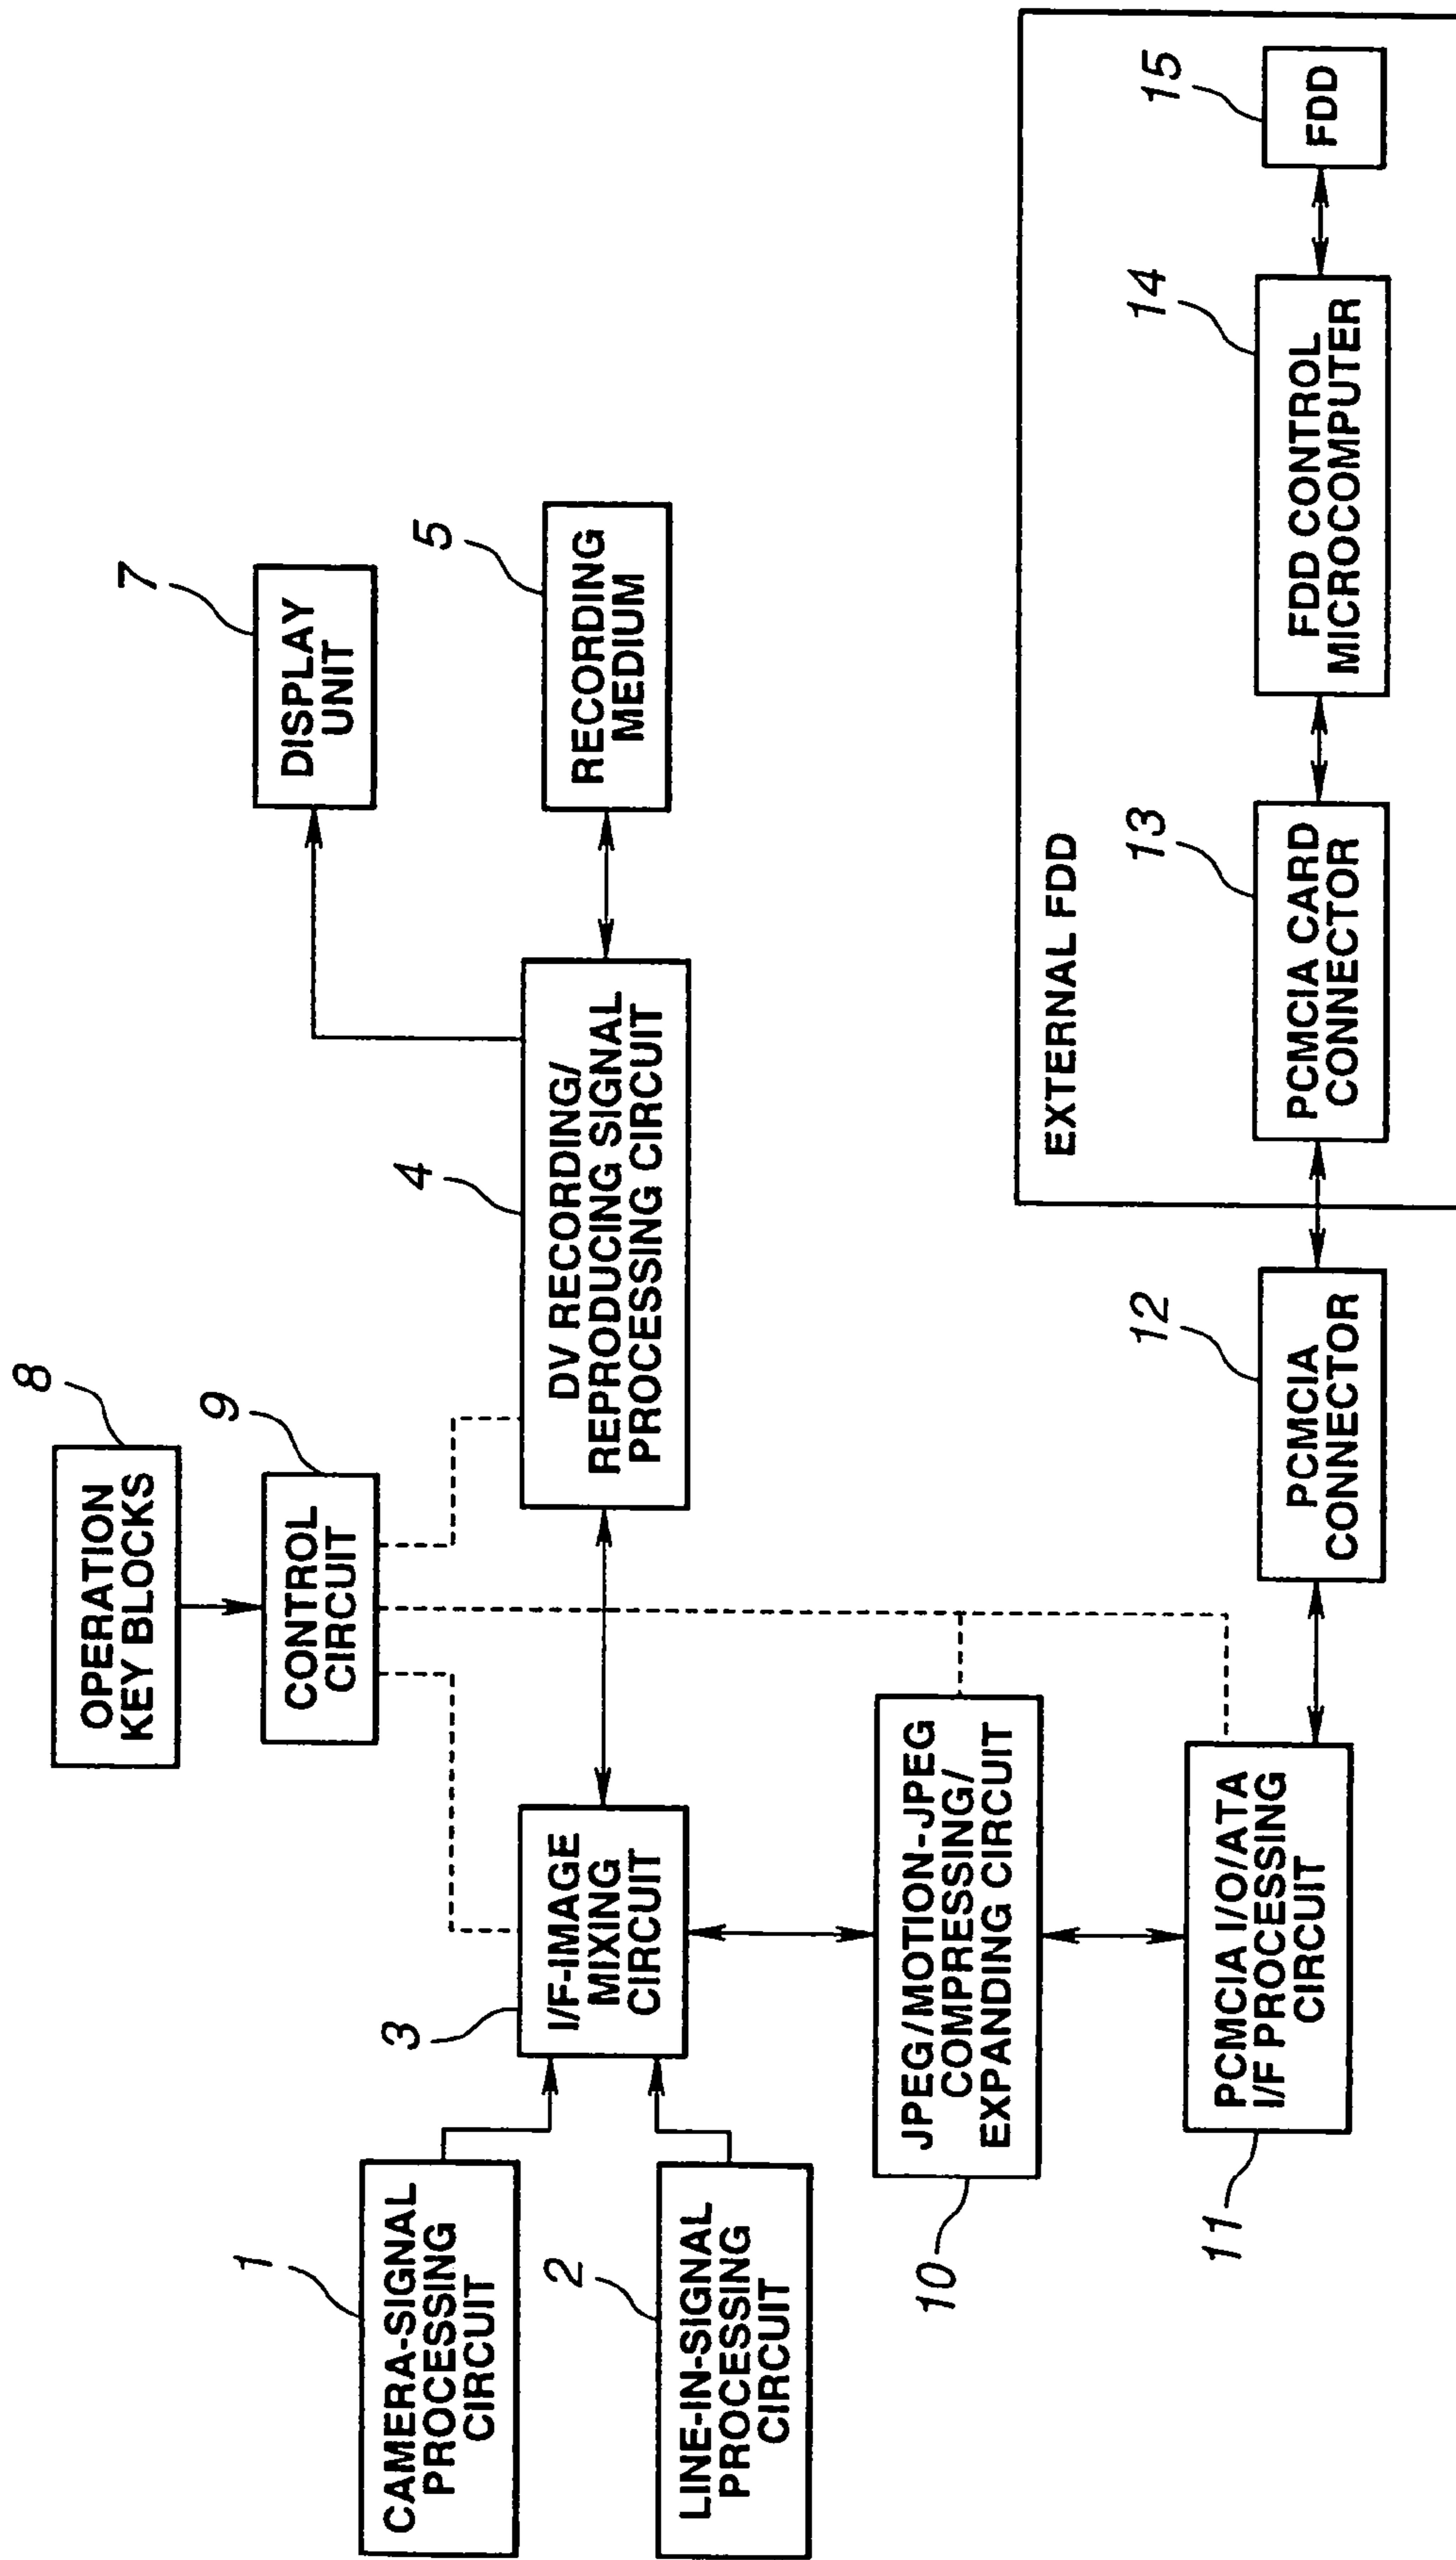 8
OPERATION
KEY BLOCKS
9
CONTROL
CIRCUIT
7
DISPLAY
UNIT
1
CAMERA-SIGNAL
PROCESSING
CIRCUIT
2
LINE-IN-SIGNAL
PROCESSING
CIRCUIT
3
I/F-IMAGE
MIXING
CIRCUIT
4
DV RECORDING/
REPRODUCING SIGNAL
PROCESSING CIRCUIT
5
RECORDING
MEDIUM
10
JPEG/MOTION-JPEG
COMPRESSING/
EXPANDING CIRCUIT
11
PCMCIA I/O/ATA
I/F PROCESSING
CIRCUIT
12
PCMCIA
CONNECTOR
EXTERNAL FDD
13
PCMCIA CARD
CONNECTOR
14
FDD CONTROL
MICROCOMPUTER
15
FDD